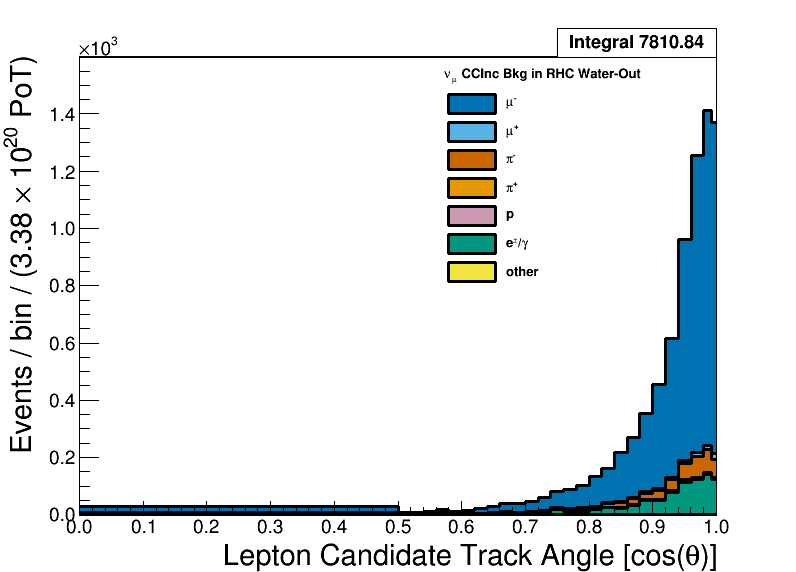 ×10³
Integral 7810.84
ν_μ CCInc Bkg in RHC Water-Out
μ⁻
μ⁺
π⁻
π⁺
p
e±/γ
other
Events / bin / (3.38 × 10²⁰ PoT)
1.4
1.2
1.0
0.8
0.6
0.4
0.2
0.0
0.0 0.1 0.2 0.3 0.4 0.5 0.6 0.7 0.8 0.9 1.0
Lepton Candidate Track Angle [cos(θ)]